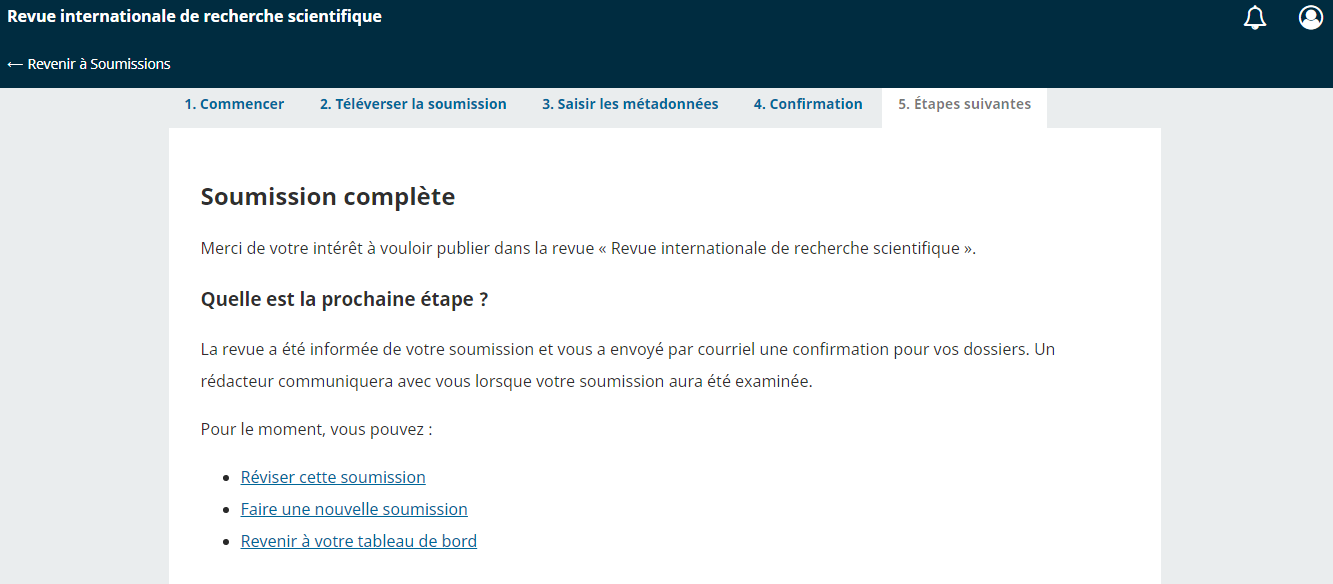 Revue internationale de recherche scientifique
← Revenir à Soumissions
1. Commencer 2. Téléverser la soumission 3. Saisir les métadonnées 4. Confirmation 5. Étapes suivantes
Soumission complète
Merci de votre intérêt à vouloir publier dans la revue « Revue internationale de recherche scientifique ».
Quelle est la prochaine étape ?
La revue a été informée de votre soumission et vous a envoyé par courriel une confirmation pour vos dossiers. Un
rédacteur communiquera avec vous lorsque votre soumission aura été examinée.
Pour le moment, vous pouvez :
• Réviser cette soumission
• Faire une nouvelle soumission
• Revenir à votre tableau de bord